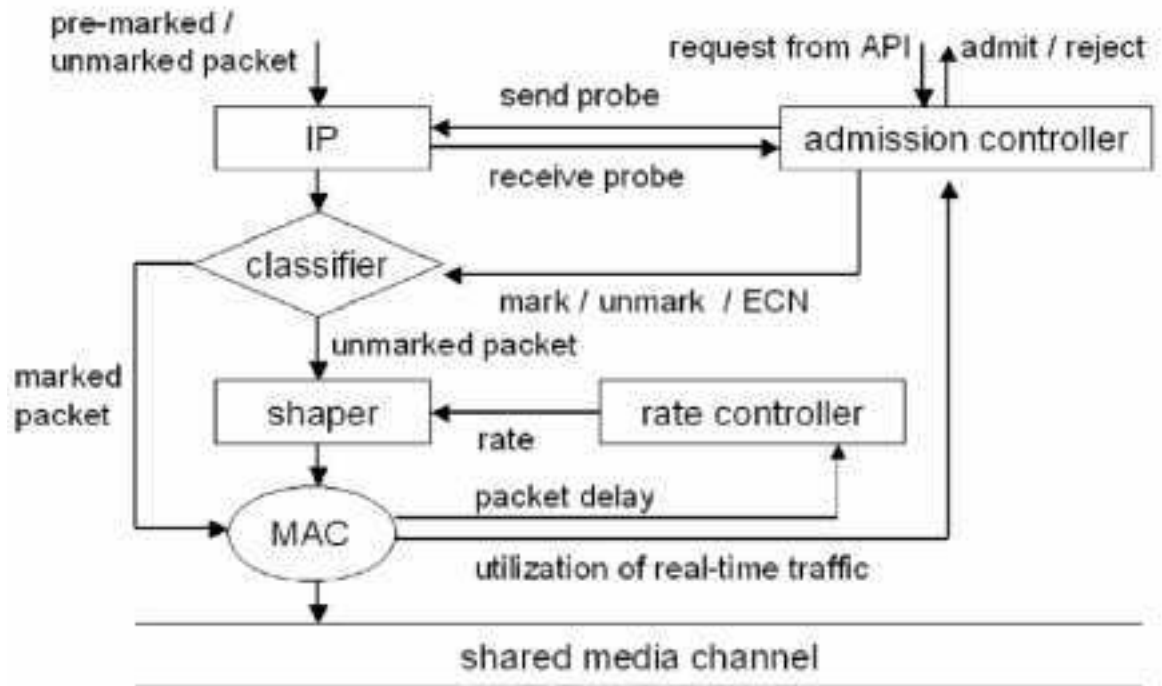 pre-marked /
unmarked packet
request from API
admit / reject
send probe
IP
admission controller
receive probe
classifier
mark / unmark / ECN
unmarked packet
marked
packet
shaper
rate controller
rate
packet delay
MAC
utilization of real-time traffic
shared media channel